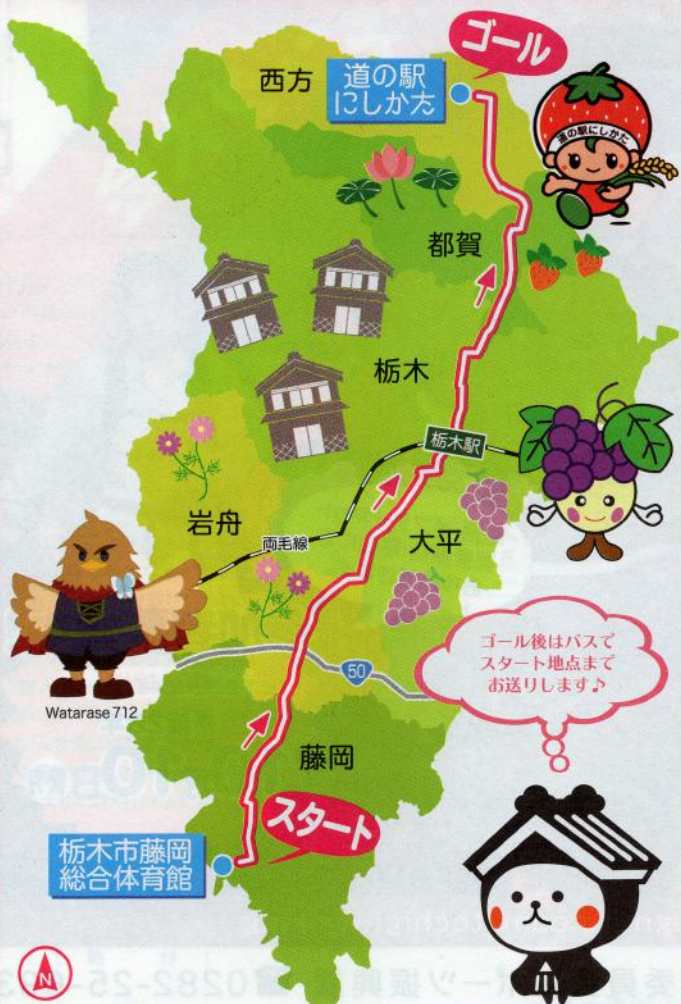 ゴール
西方
道の駅
にしかた
道の駅にしかた
都賀
栃木
栃木駅
岩舟
両毛線
大平
ゴール後はバスで
スタート地点まで
お送りします♪
50
Watarase 712
藤岡
スタート
栃木市藤岡
総合体育館
N